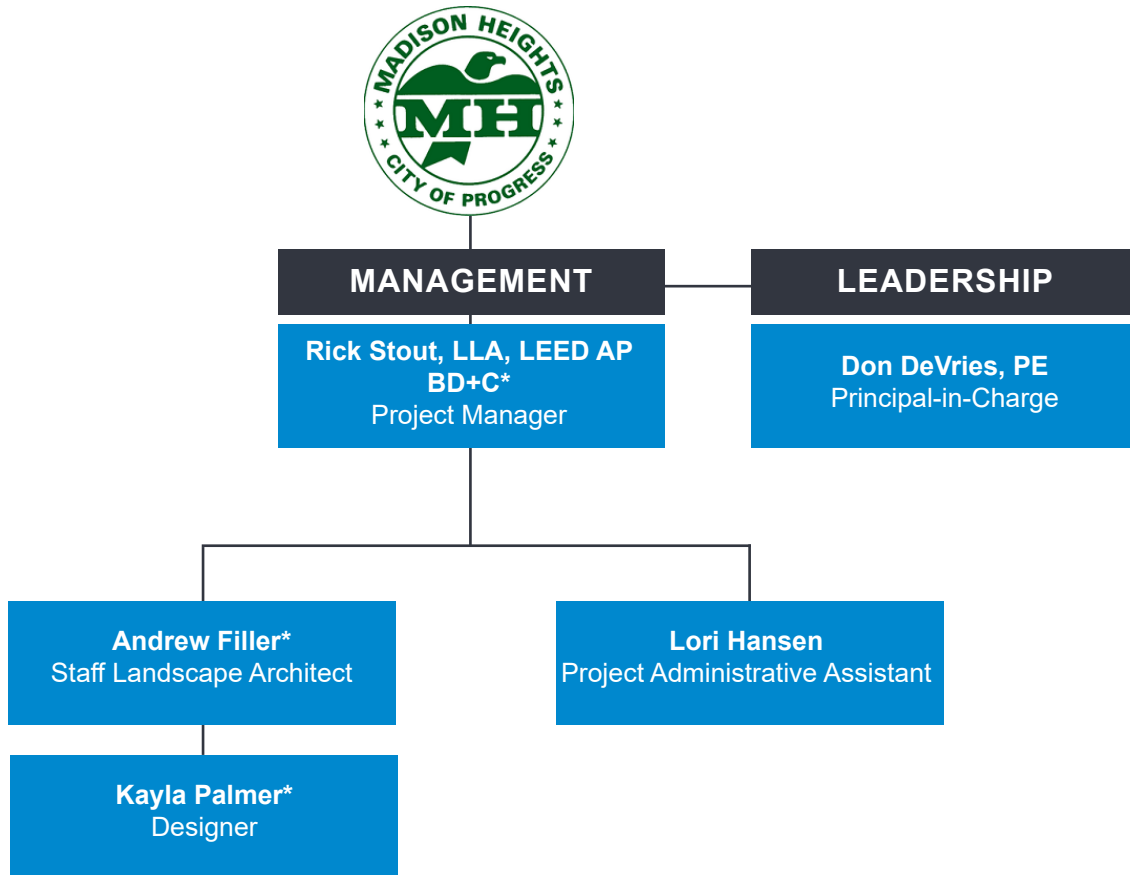 MADISON HEIGHTS
MH
CITY OF PROGRESS
MANAGEMENT
LEADERSHIP
Rick Stout, LLA, LEED AP
BD+C*
Project Manager
Don DeVries, PE
Principal-in-Charge
Andrew Filler*
Staff Landscape Architect
Lori Hansen
Project Administrative Assistant
Kayla Palmer*
Designer